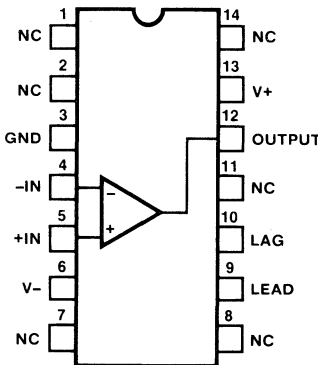 1 14
NC NC
2 13
NC V+
3 12
GND OUTPUT
4 11
–IN – NC
5 10
+IN + LAG
6 9
V– LEAD
7 8
NC NC